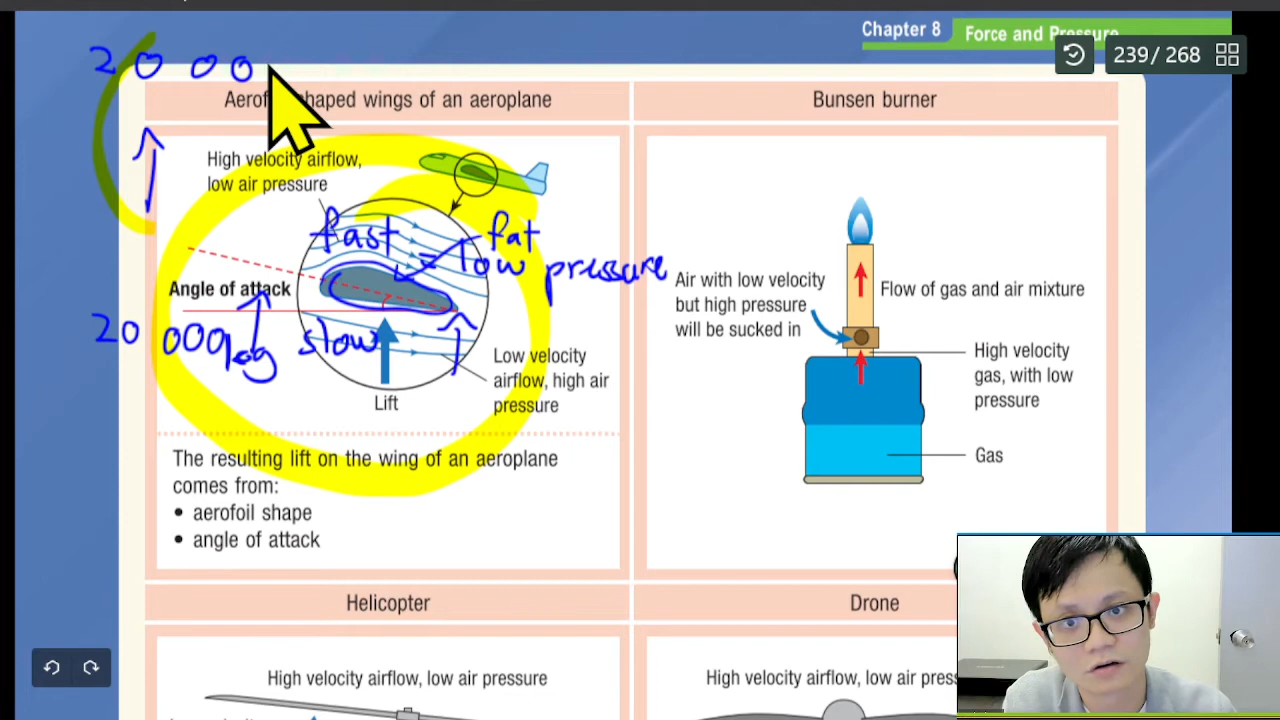 Chapter 8 Force and Pressure
239/ 268
20 00
Aerofoil-shaped wings of an aeroplane
Bunsen burner
High velocity airflow,
low air pressure
fast
fat
low pressure
Angle of attack
20 000 kg
slow
Lift
Low velocity
airflow, high air
pressure
The resulting lift on the wing of an aeroplane
comes from:
• aerofoil shape
• angle of attack
Air with low velocity
but high pressure
will be sucked in
Flow of gas and air mixture
High velocity
gas, with low
pressure
Gas
Helicopter
Drone
High velocity airflow, low air pressure
High velocity airflow, low air